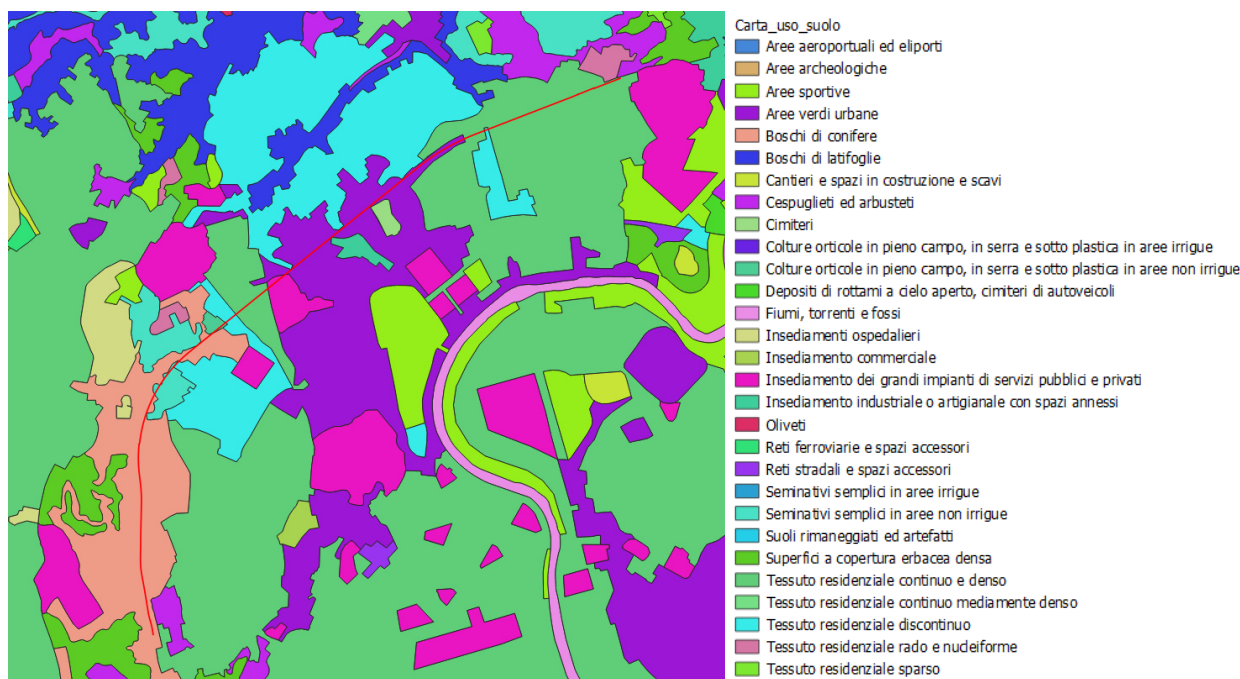 Carta_uso_suolo
Aree aeroportuali ed eliporti
Aree archeologiche
Aree sportive
Aree verdi urbane
Boschi di conifere
Boschi di latifoglie
Cantieri e spazi in costruzione e scavi
Cespuglieti ed arbusteti
Cimiteri
Colture orticole in pieno campo, in serra e sotto plastica in aree irrigue
Colture orticole in pieno campo, in serra e sotto plastica in aree non irrigue
Depositi di rottami a cielo aperto, cimiteri di autoveicoli
Fiumi, torrenti e fossi
Insediamenti ospedalieri
Insediamento commerciale
Insediamento dei grandi impianti di servizi pubblici e privati
Insediamento industriale o artigianale con spazi annessi
Oliveti
Reti ferroviarie e spazi accessori
Reti stradali e spazi accessori
Seminativi semplici in aree irrigue
Seminativi semplici in aree non irrigue
Suoli rimaneggiati ed artefatti
Superfici a copertura erbacea densa
Tessuto residenziale continuo e denso
Tessuto residenziale continuo mediamente denso
Tessuto residenziale discontinuo
Tessuto residenziale rado e nucleiforme
Tessuto residenziale sparso